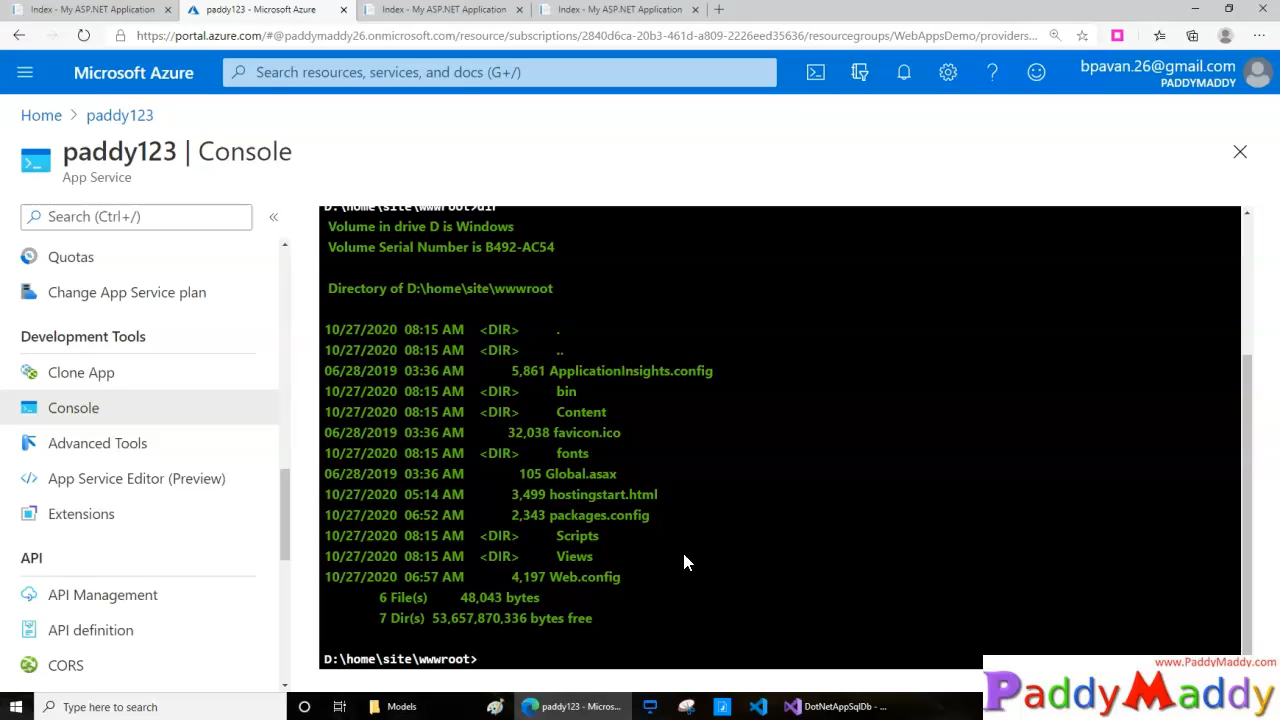 Index - My ASP.NET Application
paddy123 - Microsoft Azure
Index - My ASP.NET Application
Index - My ASP.NET Application
https://portal.azure.com/#@paddymaddy26.onmicrosoft.com/resource/subscriptions/2840d6ca-20b3-461d-a809-2226eed35636/resourcegroups/WebAppsDemo/providers...
Microsoft Azure
Search resources, services, and docs (G+/)
bpavan.26@gmail.com
PADDYMADDY
Home > paddy123
paddy123 | Console
App Service
Search (Ctrl+/)
«
Quotas
Change App Service plan
Development Tools
Clone App
Console
Advanced Tools
App Service Editor (Preview)
Extensions
API
API Management
API definition
CORS
D:\home\site\wwwroot>dir
Volume in drive D is Windows
Volume Serial Number is B492-AC54
Directory of D:\home\site\wwwroot
10/27/2020 08:15 AM <DIR> .
10/27/2020 08:15 AM <DIR> ..
06/28/2019 03:36 AM 5,861 ApplicationInsights.config
10/27/2020 08:15 AM <DIR> bin
10/27/2020 08:15 AM <DIR> Content
06/28/2019 03:36 AM 32,038 favicon.ico
10/27/2020 08:15 AM <DIR> fonts
06/28/2019 03:36 AM 105 Global.asax
10/27/2020 05:14 AM 3,499 hostingstart.html
10/27/2020 06:52 AM 2,343 packages.config
10/27/2020 08:15 AM <DIR> Scripts
10/27/2020 08:15 AM <DIR> Views
10/27/2020 06:57 AM 4,197 Web.config
6 File(s) 48,043 bytes
7 Dir(s) 53,657,870,336 bytes free
D:\home\site\wwwroot>
www.PaddyMaddy.com
PaddyMaddy
Type here to search
Models
paddy123 - Micros...
DotNetAppSqlDb - ...